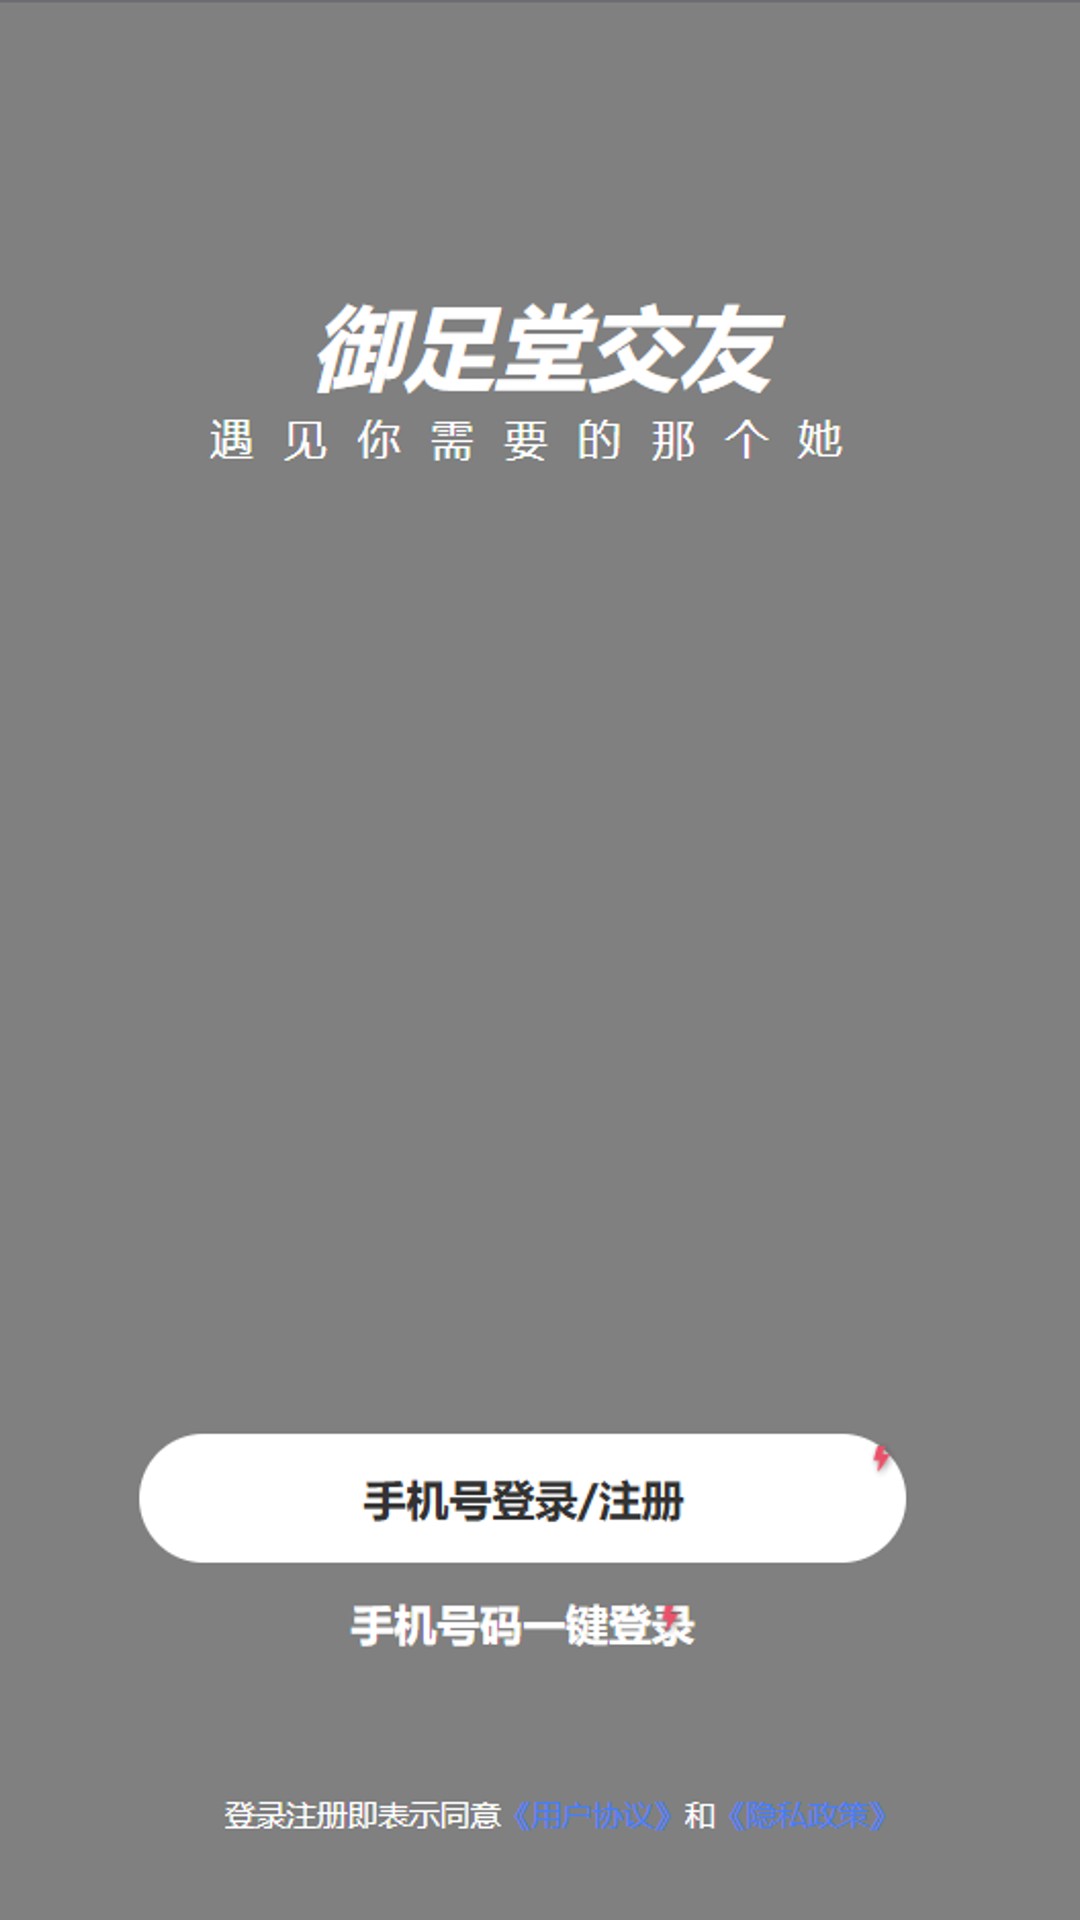 御足堂交友
遇见你需要的那个她
手机号登录/注册
手机号码一键登录
登录注册即表示同意《用户协议》和《隐私政策》